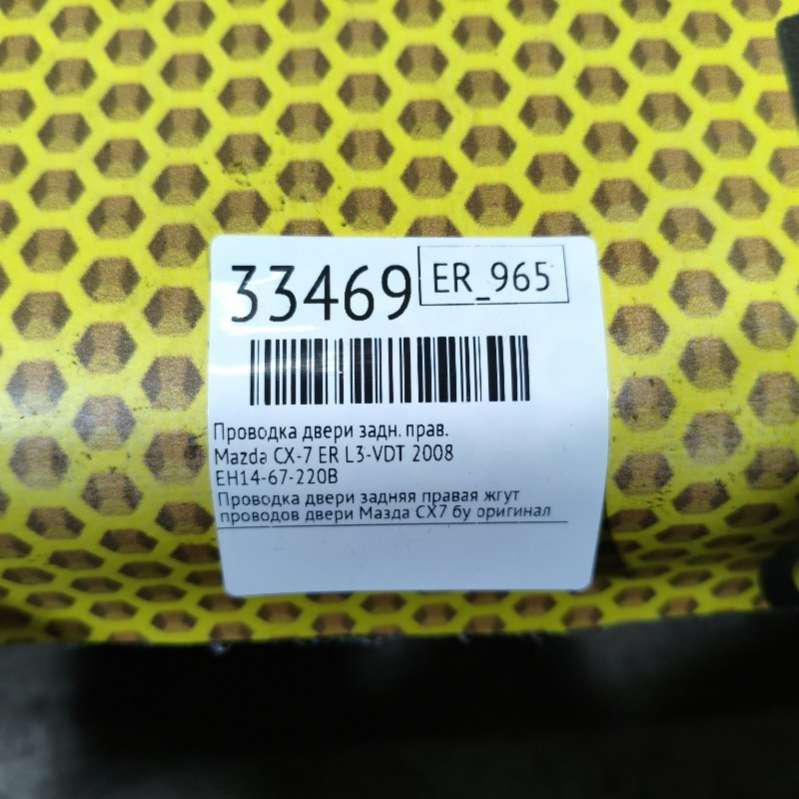 33469 ER_965
Проводка двери задн. прав.
Mazda CX-7 ER L3-VDT 2008
EH14-67-220B
Проводка двери задняя правая жгут
проводов двери Мазда СХ7 бу оригинал